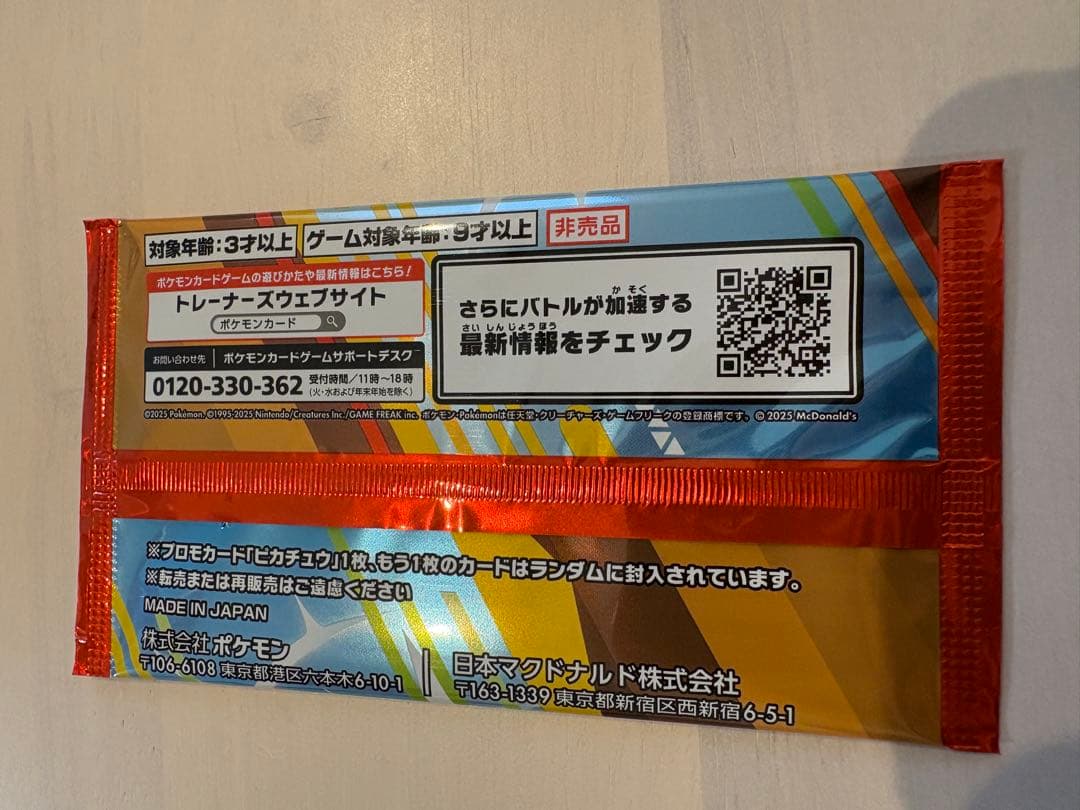 対象年齢:3才以上 ゲーム対象年齢:9才以上 非売品
ポケモンカードゲームの遊びかたや最新情報はこちら!
トレーナーズウェブサイト
ポケモンカード
お問い合わせ先 ポケモンカードゲームサポートデスク
0120-330-362 受付時間/11時~18時
(火・水および年末年始を除く)
かそく
さらにバトルが加速する
さいしんじょうほう
最新情報をチェック
©2025 Pokémon. ©1995-2025 Nintendo/Creatures Inc./GAME FREAK inc. ポケモン・Pokémonは任天堂・クリーチャーズ・ゲームフリークの登録商標です。 © 2025 McDonald's
※プロモカード「ピカチュウ」1枚、もう1枚のカードはランダムに封入されています。
※転売または再販売はご遠慮ください
MADE IN JAPAN
株式会社ポケモン
〒106-6108 東京都港区六本木6-10-1
日本マクドナルド株式会社
〒163-1339 東京都新宿区西新宿6-5-1